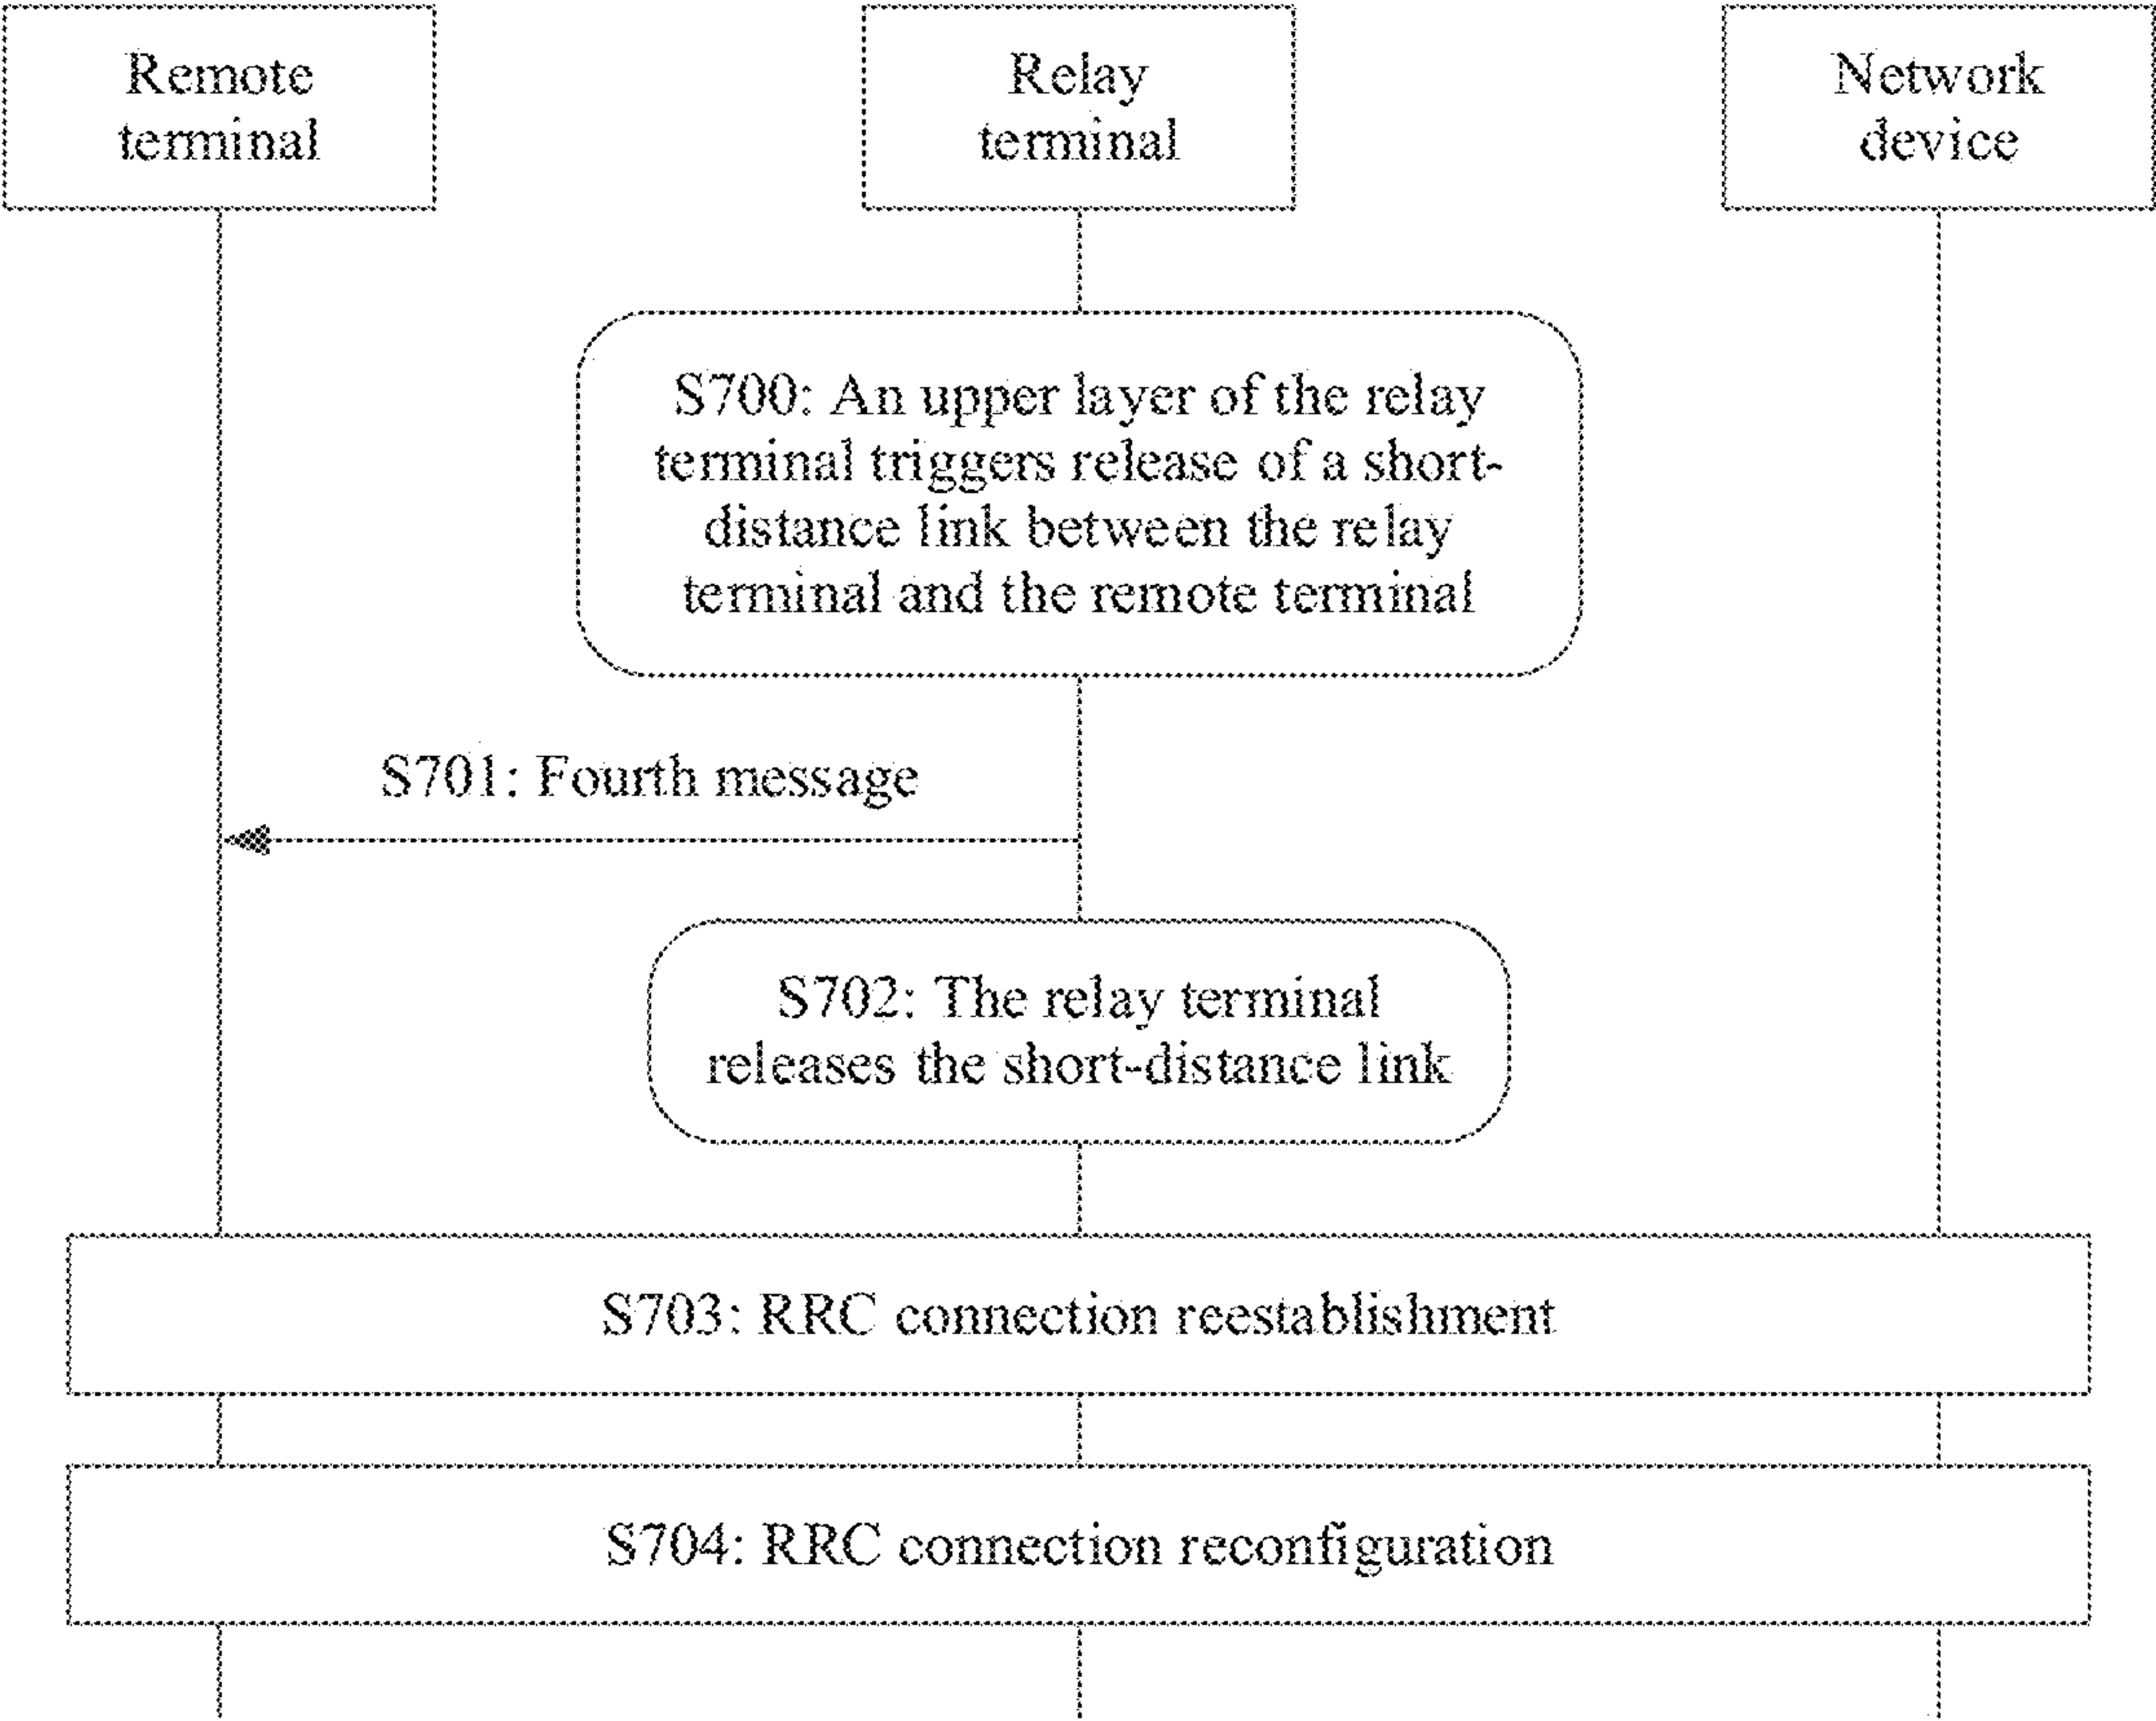 Remote
terminal
Relay
terminal
Network
device
S700: An upper layer of the relay
terminal triggers release of a short-
distance link between the relay
terminal and the remote terminal
S701: Fourth message
S702: The relay terminal
releases the short-distance link
S703: RRC connection reestablishment
S704: RRC connection reconfiguration